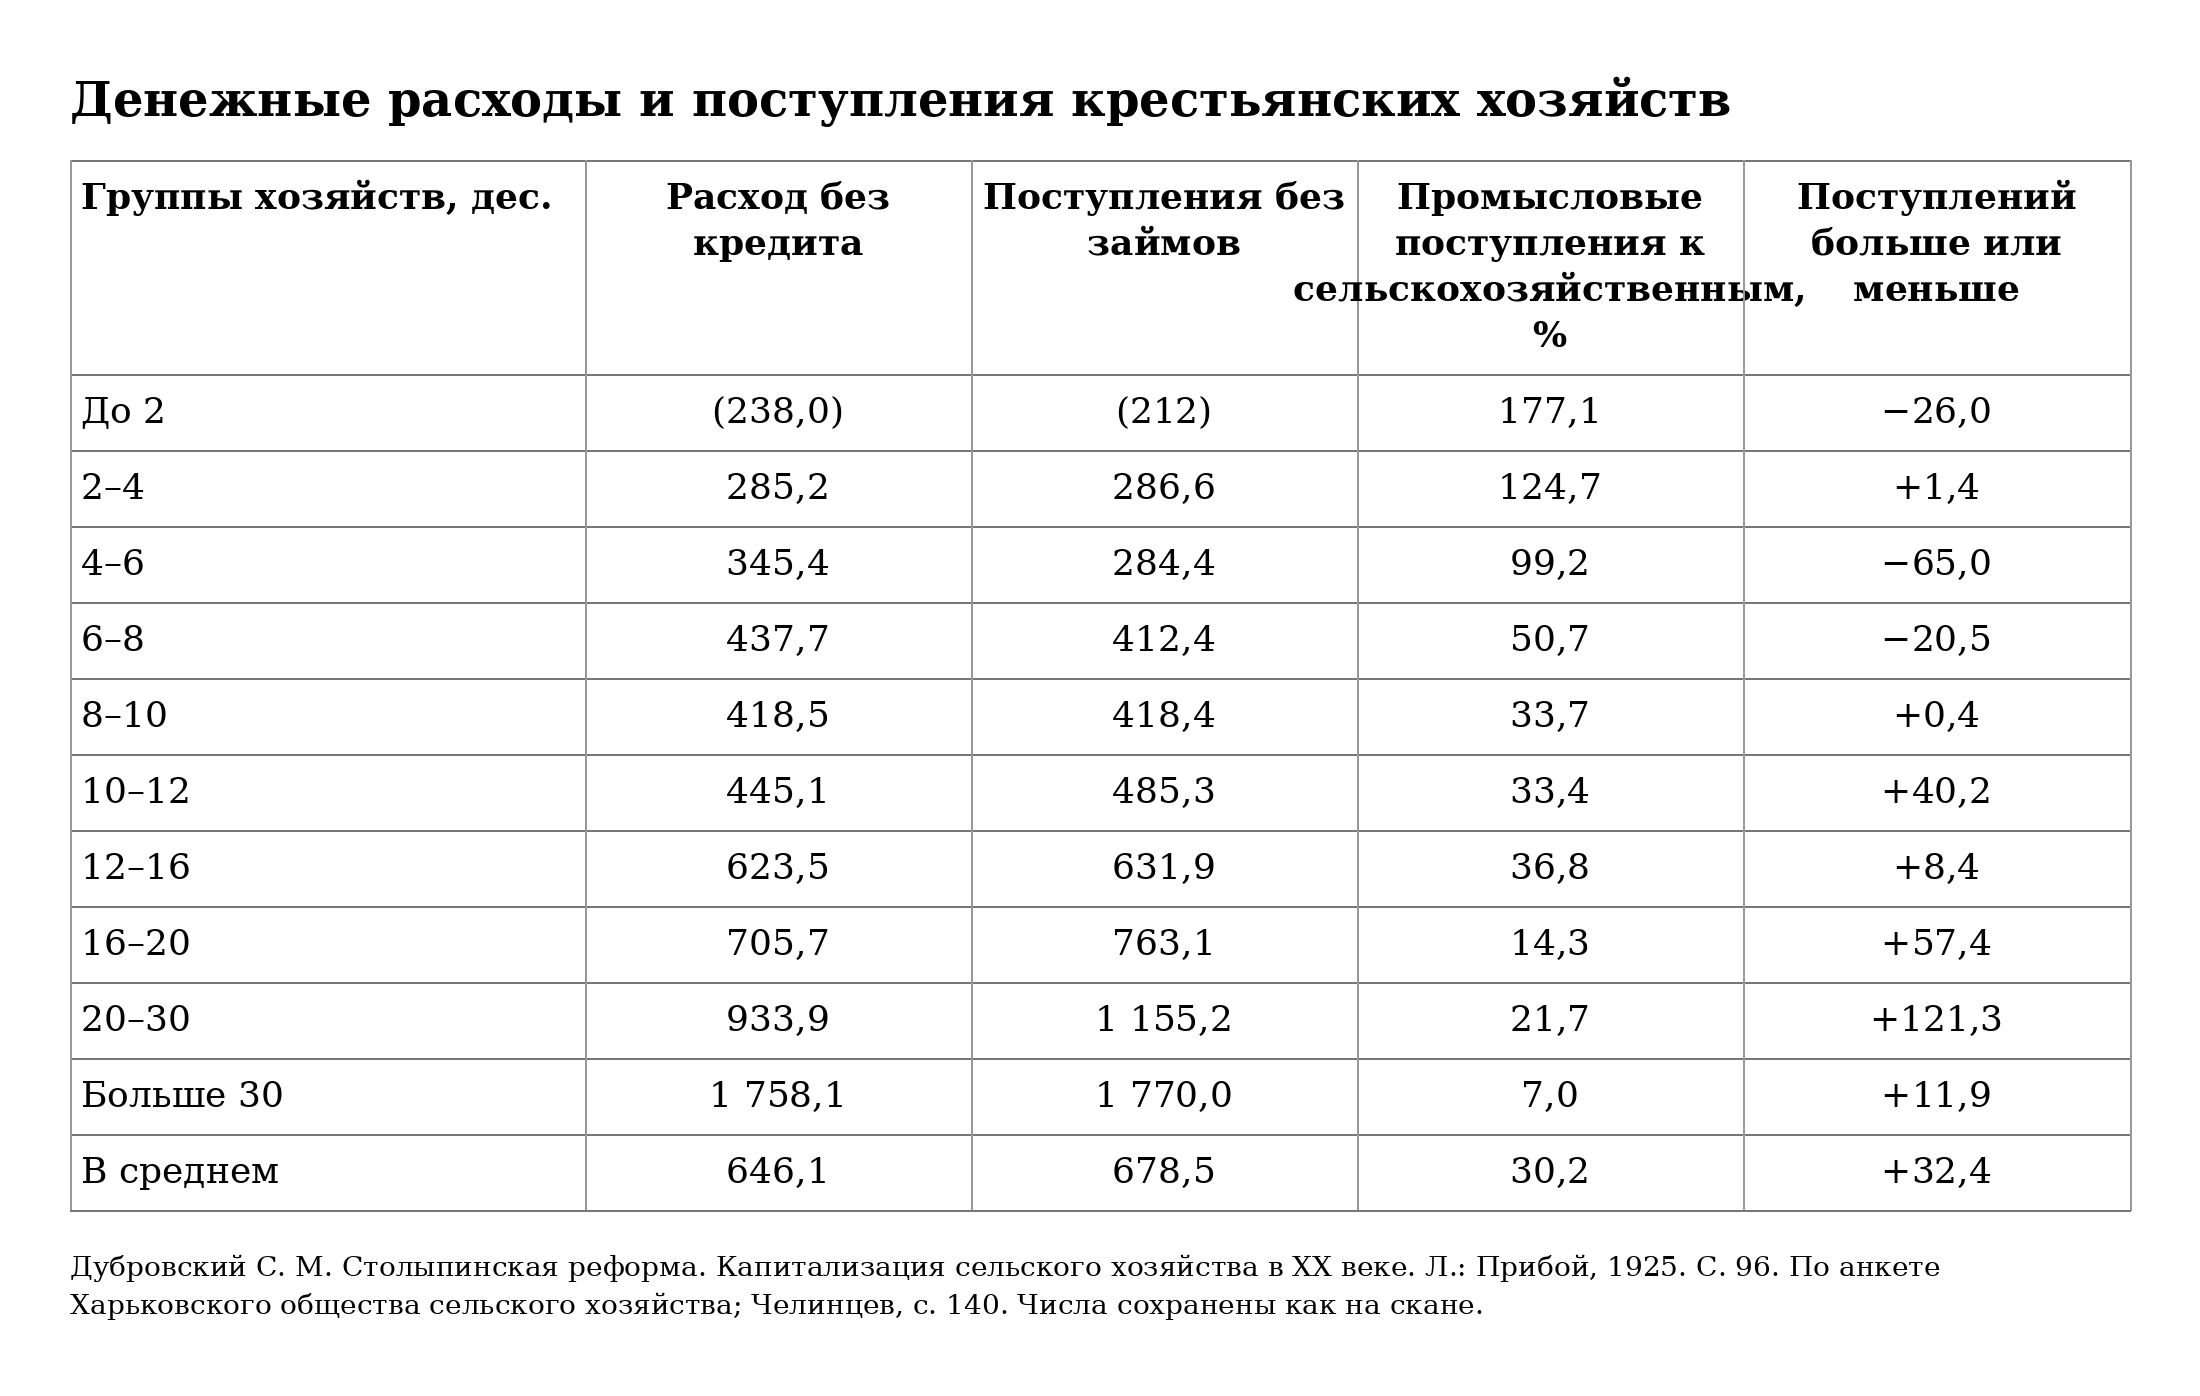 Денежные расходы и поступления крестьянских хозяйств
Группы хозяйств, дес. Расход без кредита Поступления без займов Промысловые поступления к сельскохозяйственным, % Поступлений больше или меньше
До 2 (238,0) (212) 177,1 −26,0
2–4 285,2 286,6 124,7 +1,4
4–6 345,4 284,4 99,2 −65,0
6–8 437,7 412,4 50,7 −20,5
8–10 418,5 418,4 33,7 +0,4
10–12 445,1 485,3 33,4 +40,2
12–16 623,5 631,9 36,8 +8,4
16–20 705,7 763,1 14,3 +57,4
20–30 933,9 1 155,2 21,7 +121,3
Больше 30 1 758,1 1 770,0 7,0 +11,9
В среднем 646,1 678,5 30,2 +32,4
Дубровский С. М. Столыпинская реформа. Капитализация сельского хозяйства в XX веке. Л.: Прибой, 1925. С. 96. По анкете
Харьковского общества сельского хозяйства; Челинцев, с. 140. Числа сохранены как на скане.